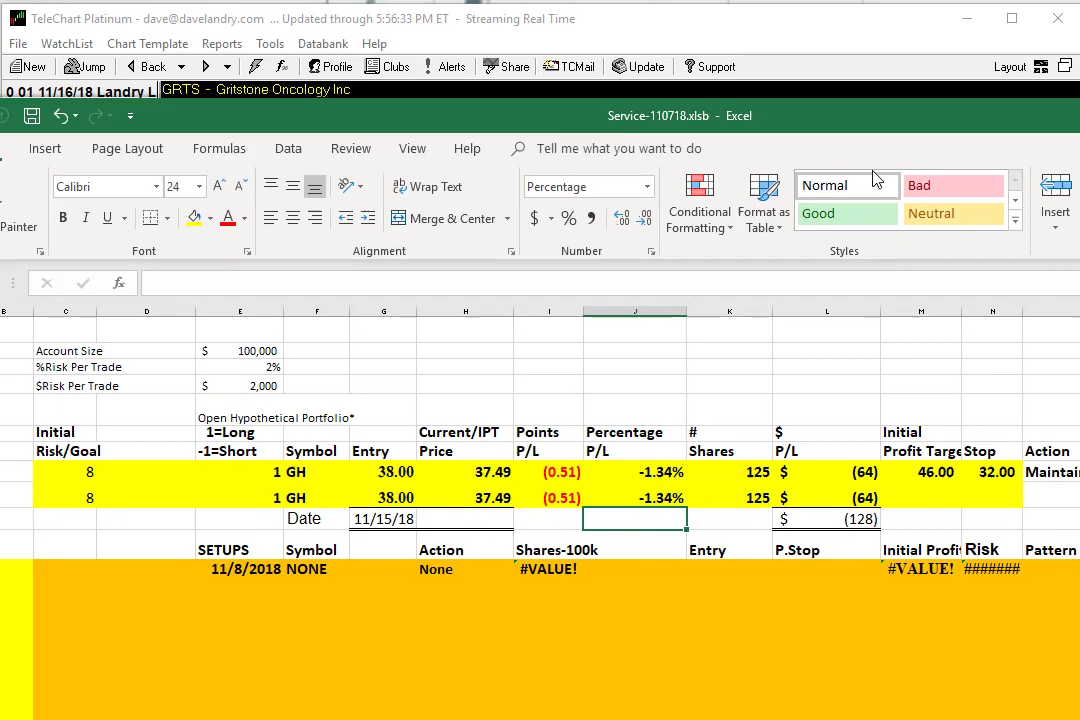 TeleChart Platinum - dave@davelandry.com ... Updated through 5:56:33 PM ET - Streaming Real Time
File WatchList Chart Template Reports Tools Databank Help
New Jump Back Profile Clubs Alerts Share TCMail Update Support Layout
0 01 11/16/18 Landry L GRTS - Gritstone Oncology Inc
Service-110718.xlsb - Excel
Insert Page Layout Formulas Data Review View Help Tell me what you want to do
Calibri 24 A A Wrap Text Percentage Normal Bad
Conditional Format as Insert
Painter B I U A Merge & Center $ % Good Neutral
Formatting Table
Font Alignment Number Styles
fx
B C D E F G H I J K L M N
Account Size $ 100,000
%Risk Per Trade 2%
$Risk Per Trade $ 2,000
Open Hypothetical Portfolio*
Initial 1=Long Current/IPT Points Percentage # $ Initial
Risk/Goal -1=Short Symbol Entry Price P/L P/L Shares P/L Profit Targe Stop Action
8 1 GH 38.00 37.49 (0.51) -1.34% 125 $ (64) 46.00 32.00 Maintai
8 1 GH 38.00 37.49 (0.51) -1.34% 125 $ (64)
Date 11/15/18 $ (128)
SETUPS Symbol Action Shares-100k Entry P.Stop Initial Profi Risk Pattern
11/8/2018 NONE None #VALUE! #VALUE! #######